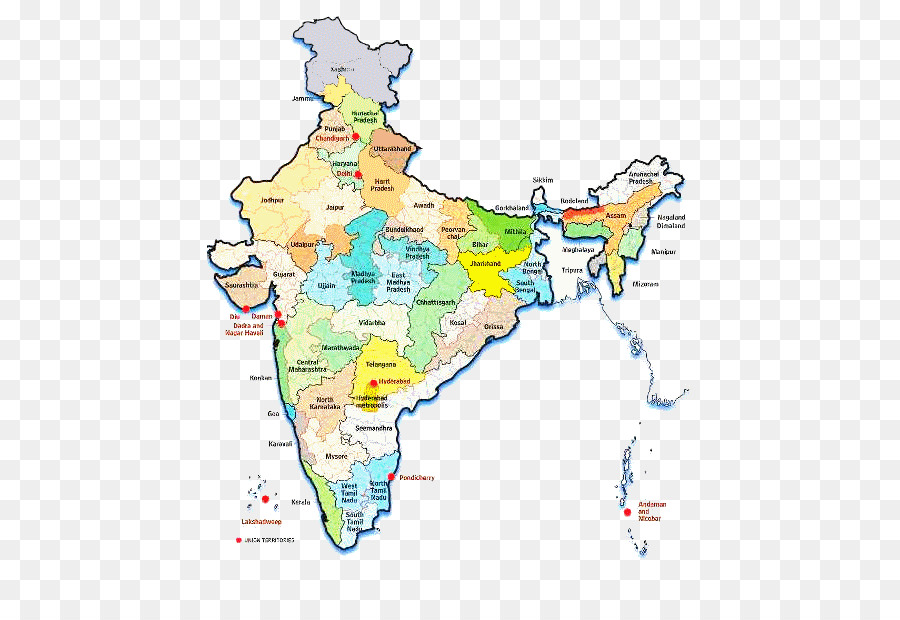 Jammu
Himachal
Pradesh
Punjab
Chandigarh
Uttarkhand
Haryana
Delhi
Harit
Pradesh
Jodhpur
Jaipur
Awadh
Sikkim
Gorkhaland
Bodoland
Arunachal
Pradesh
Assam
Nagaland
Dimaland
Manipur
Meghalaya
Tripura
Mizoram
Udaipur
Bundelkhand
Poorvan
chal
Mithila
Bihar
Vindhya
Pradesh
Jharkhand
North
Bengal
South
Bengal
Saurashtra
Gujarat
Ujjain
Madhya
Pradesh
East
Madhya
Pradesh
Chhattisgarh
Diu
Daman
Dadra and
Nagar Haveli
Vidarbha
Kosal
Orissa
Marathwada
Central
Maharashtra
Telangana
Konkan
Hyderabad
Hyderabad
metropolis
North
Karnataka
Goa
Seemandhra
Karavali
Mysore
Pondicherry
West
Tamil
Nadu
North
Tamil
Nadu
South
Tamil
Nadu
Kerala
Lakshadweep
UNION TERRITORIES
Andaman
and
Nicobar